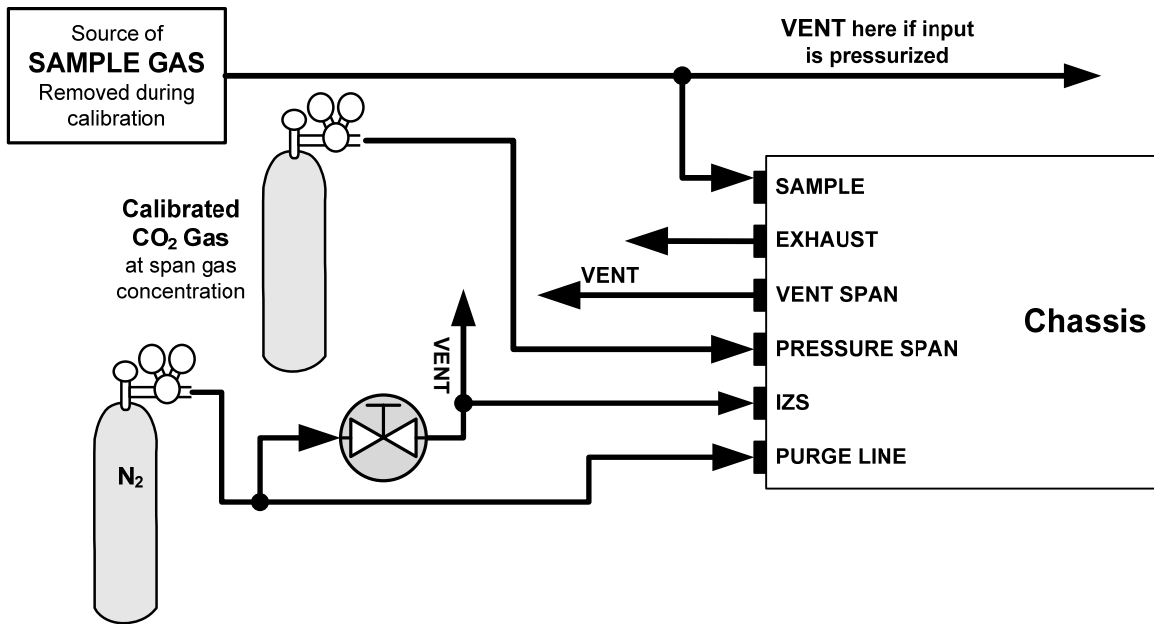 Source of
SAMPLE GAS
Removed during
calibration
VENT here if input
is pressurized
Calibrated
CO₂ Gas
at span gas
concentration
SAMPLE
EXHAUST
VENT
VENT SPAN
Chassis
PRESSURE SPAN
VENT
IZS
PURGE LINE
N₂